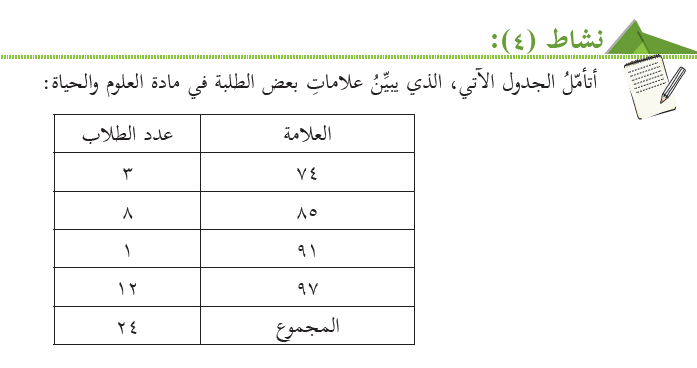 نشاط (٤):
أتأمّلُ الجدول الآتي، الذي يبيِّنُ علاماتِ بعض الطلبة في مادة العلوم والحياة:
العلامة عدد الطلاب
٧٤ ٣
٨٥ ٨
٩١ ١
٩٧ ١٢
المجموع ٢٤